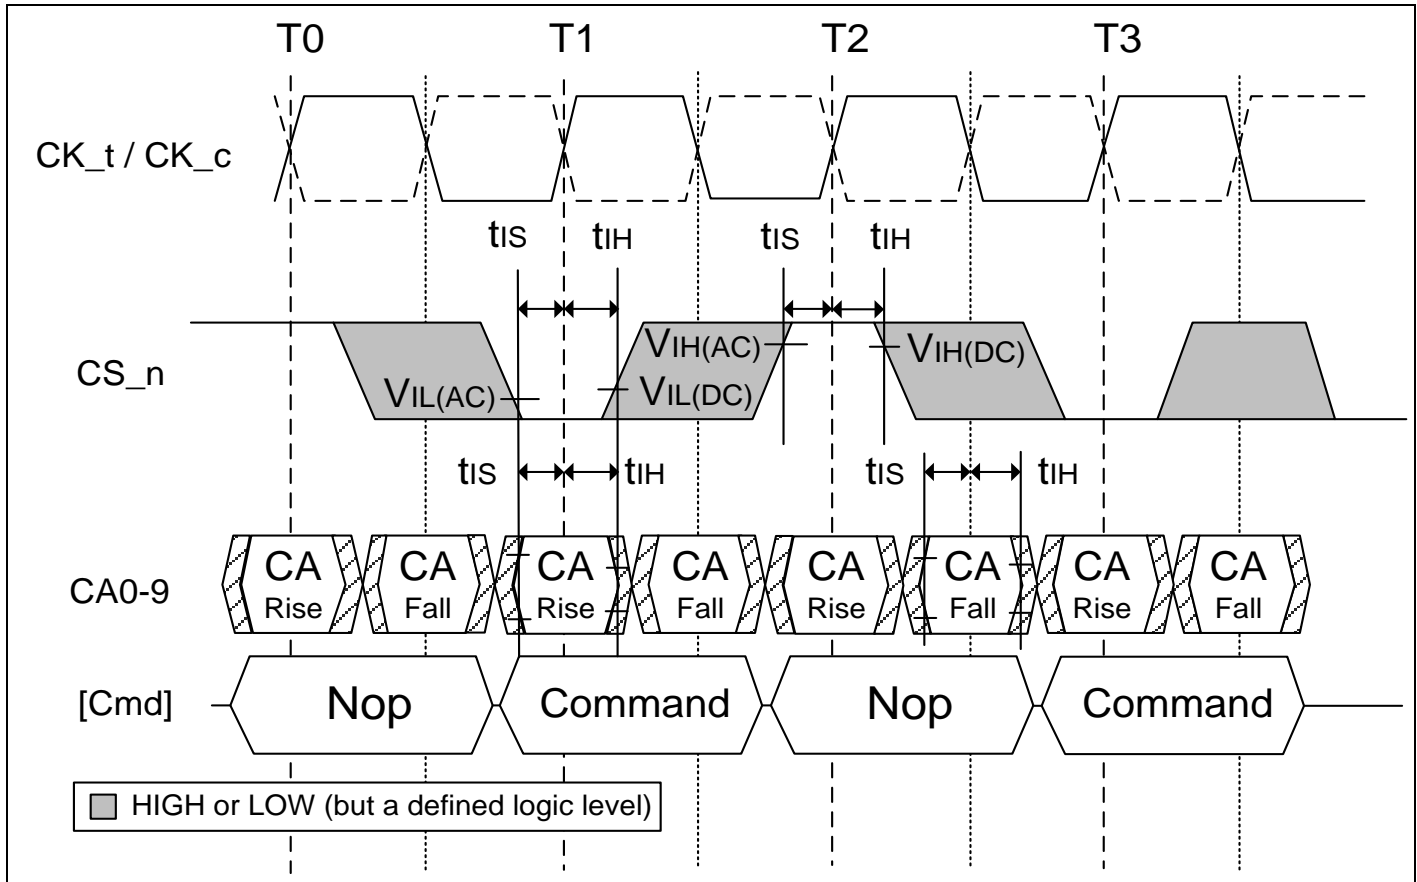 T0 T1 T2 T3
CK_t / CK_c
tIS tIH tIS tIH
CS_n
VIH(AC) VIH(DC)
VIL(AC) VIL(DC)
tIS tIH tIS tIH
CA0-9
CA CA CA CA CA CA CA CA
Rise Fall Rise Fall Rise Fall Rise Fall
[Cmd] Nop Command Nop Command
HIGH or LOW (but a defined logic level)